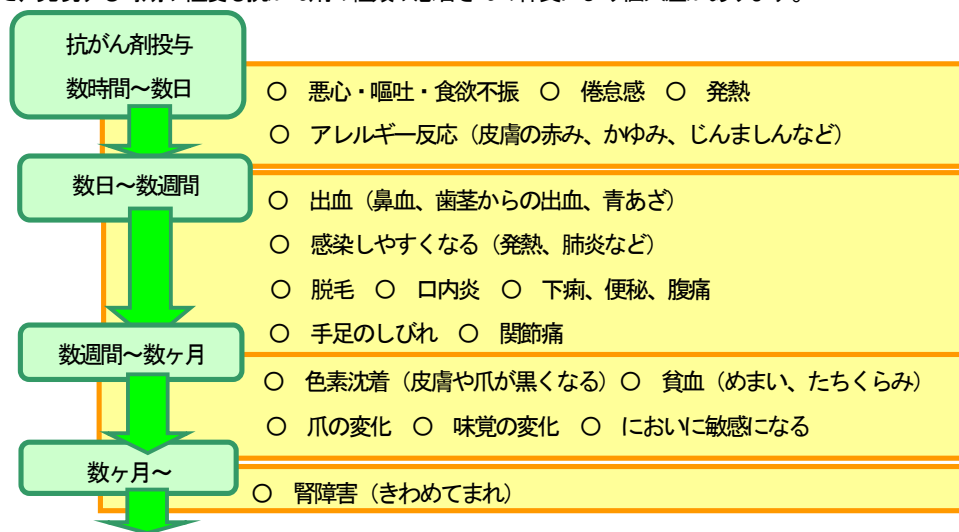 抗がん剤投与
数時間~数日
○ 悪心・嘔吐・食欲不振 ○ 倦怠感 ○ 発熱
○ アレルギー反応（皮膚の赤み、かゆみ、じんましんなど）
数日~数週間
○ 出血（鼻血、歯茎からの出血、青あざ）
○ 感染しやすくなる（発熱、肺炎など）
○ 脱毛 ○ 口内炎 ○ 下痢、便秘、腹痛
○ 手足のしびれ ○ 関節痛
数週間~数ヶ月
○ 色素沈着（皮膚や爪が黒くなる）○ 貧血（めまい、たちくらみ）
○ 爪の変化 ○ 味覚の変化 ○ においに敏感になる
数ヶ月~
○ 腎障害（きわめてまれ）